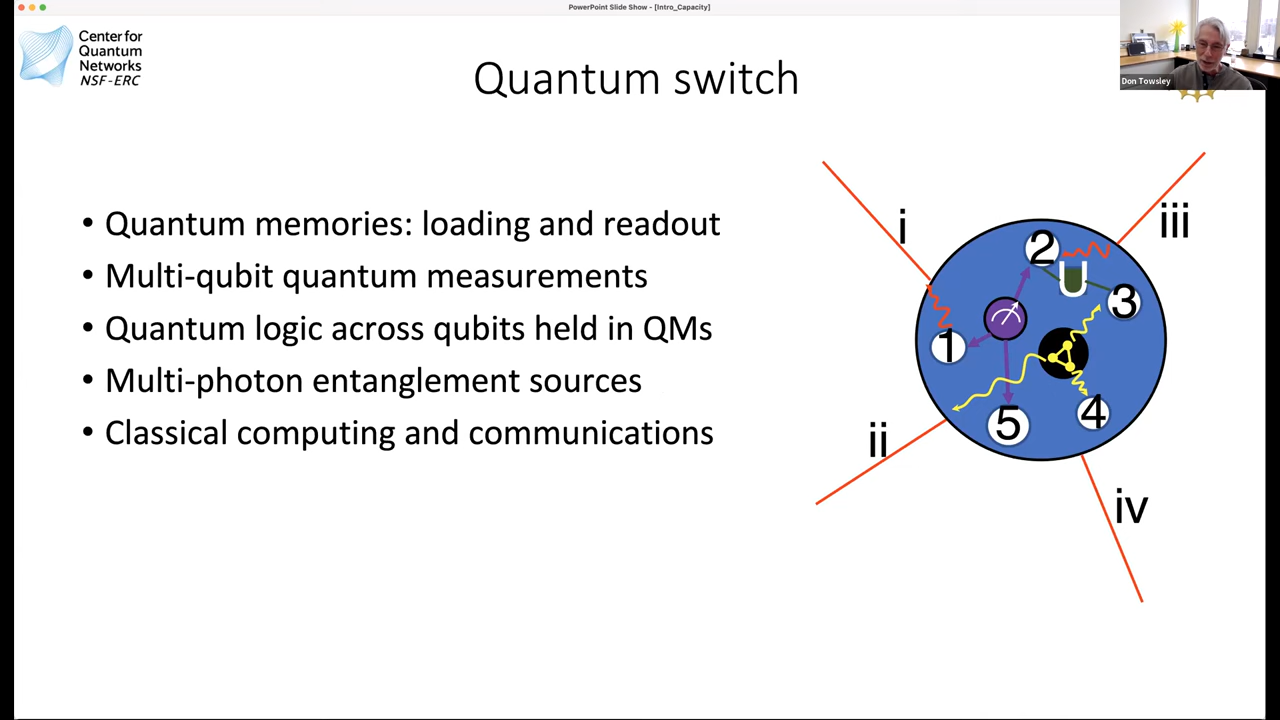 PowerPoint Slide Show - [Intro_Capacity]
Center for
Quantum
Networks
NSF-ERC
Quantum switch
Don Towsley
• Quantum memories: loading and readout
• Multi-qubit quantum measurements
• Quantum logic across qubits held in QMs
• Multi-photon entanglement sources
• Classical computing and communications
i
iii
2
U
3
1
5
4
ii
iv